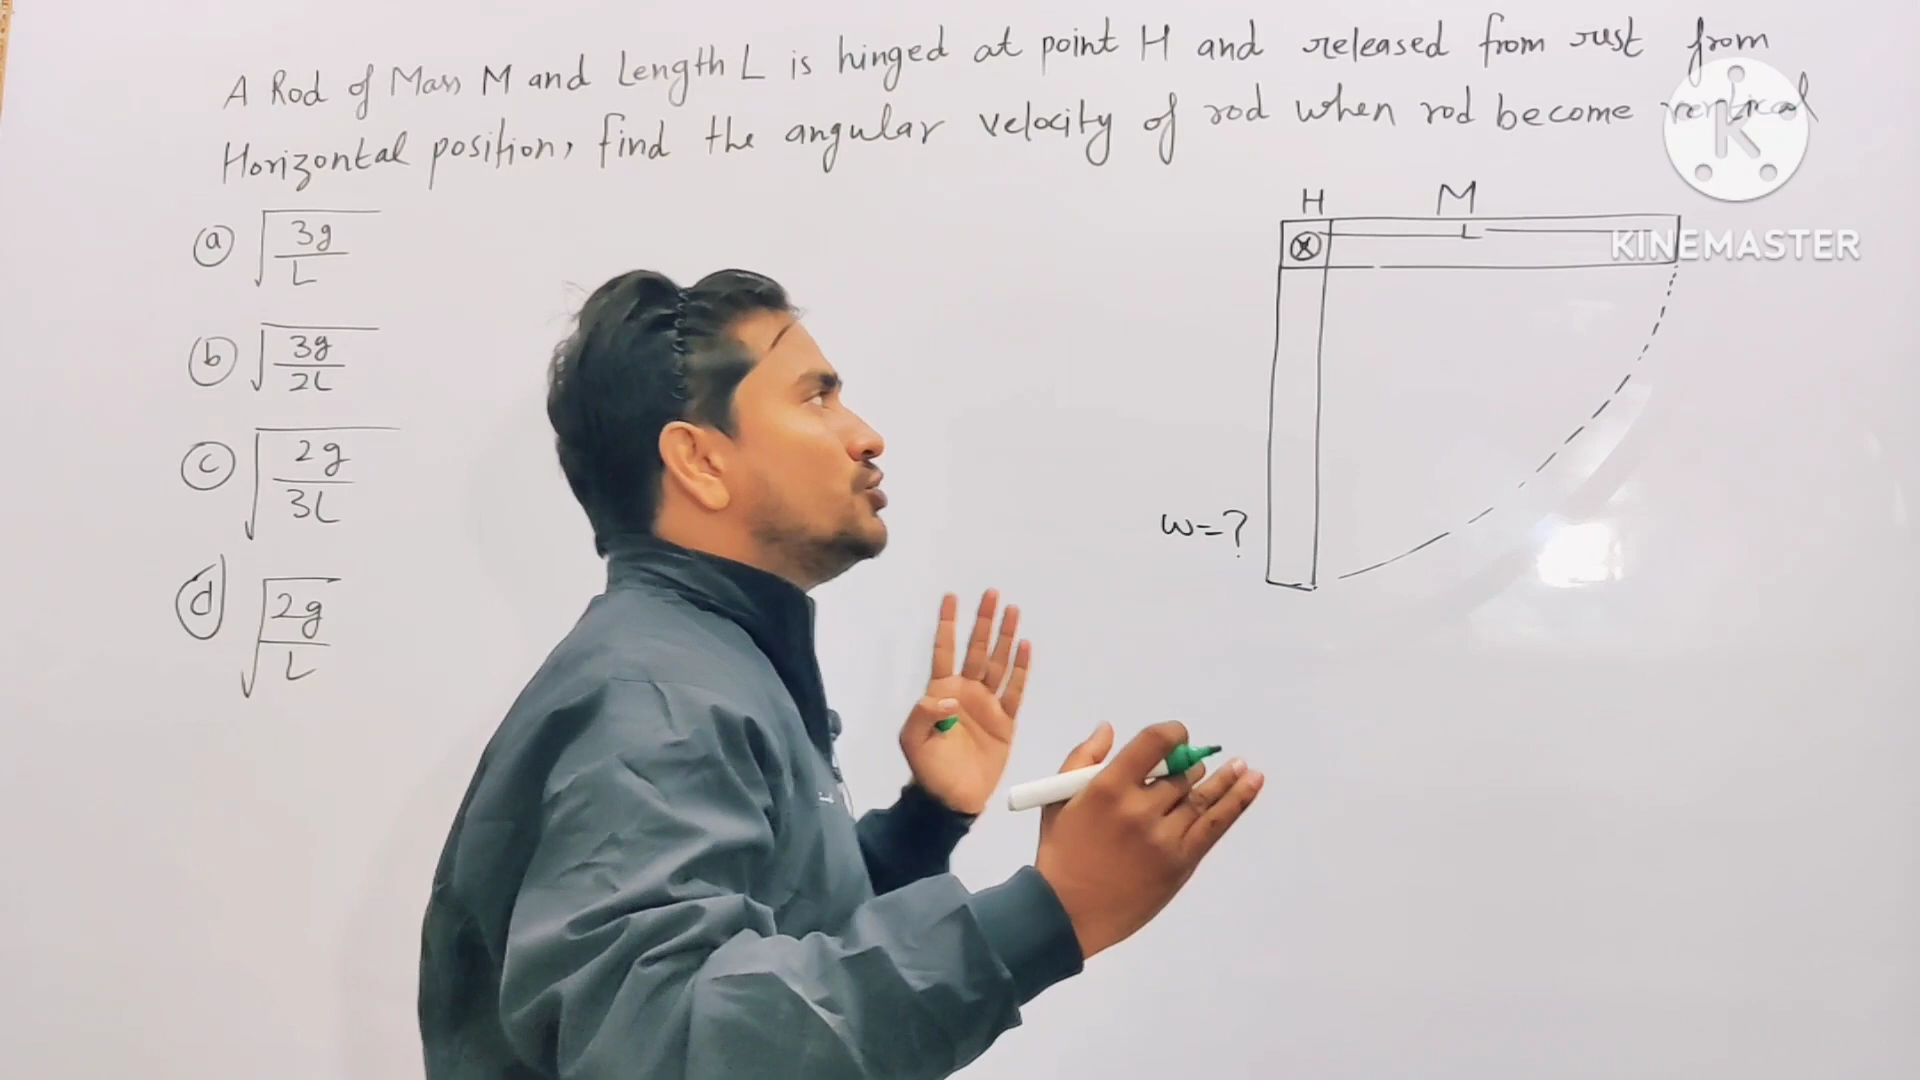 A Rod of Mass M and Length L is hinged at point H and released from rest from
Horizontal position, find the angular velocity of rod when rod become vertical
H M
K
(a) √3g/L
L
KINEMASTER
(b) √3g/2L
(c) √2g/3L
ω=?
(d) √2g/L